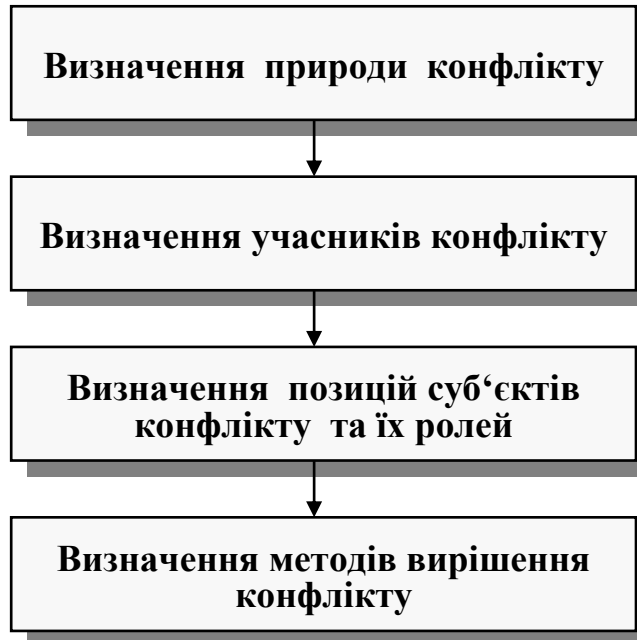 Визначення природи конфлікту
Визначення учасників конфлікту
Визначення позицій суб‘єктів
конфлікту та їх ролей
Визначення методів вирішення
конфлікту